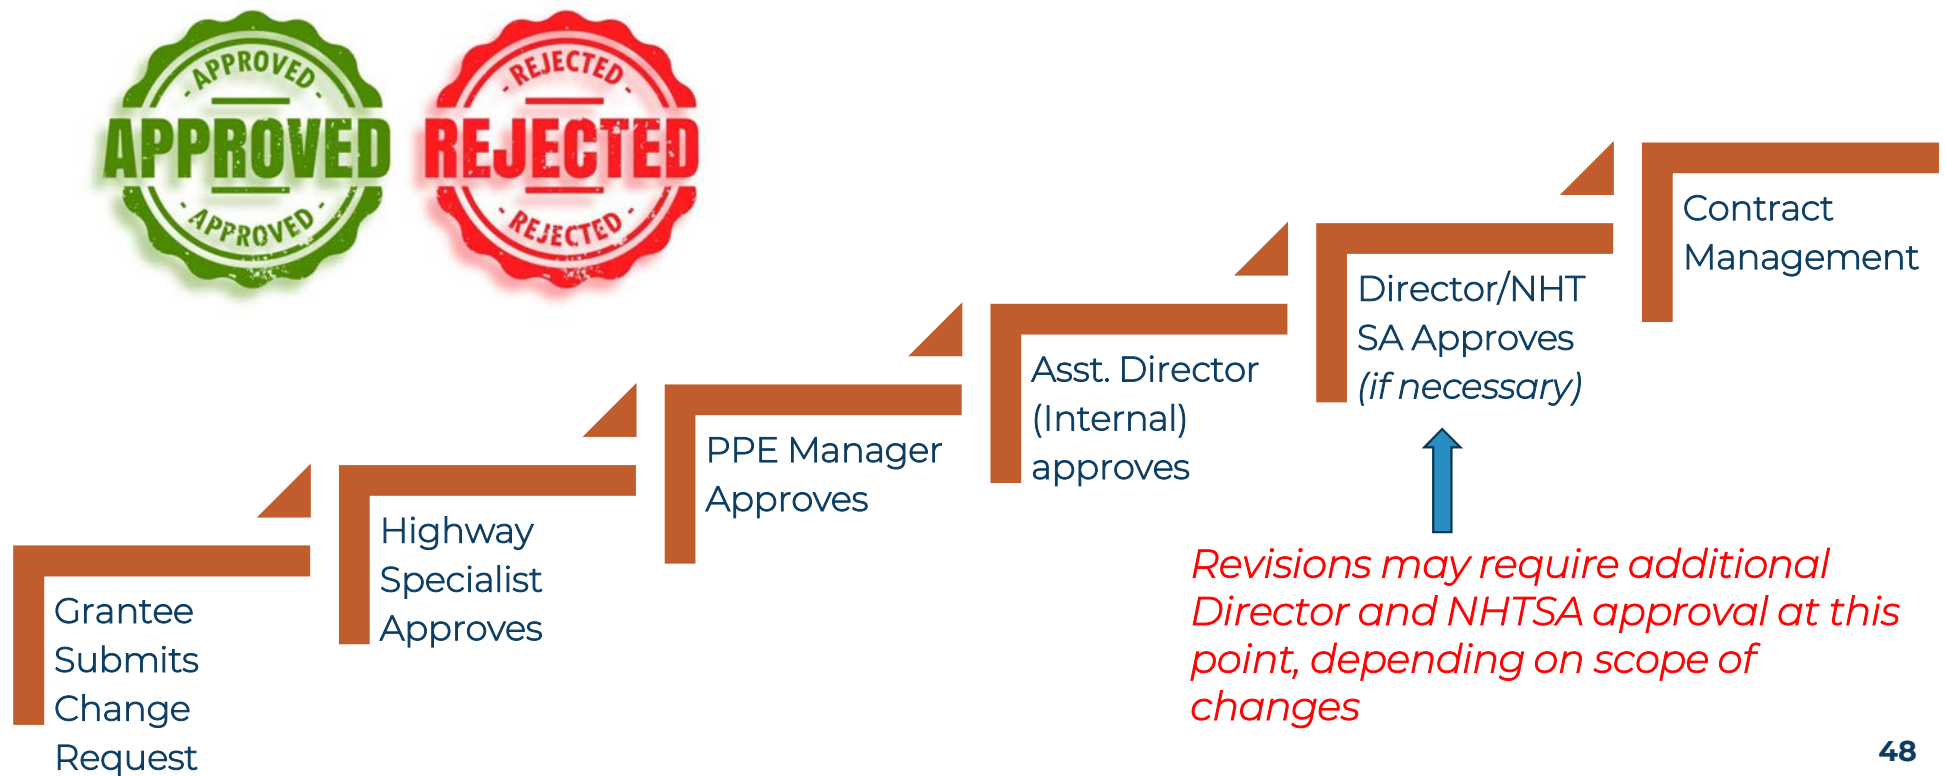 - APPROVED -
APPROVED
- APPROVED -
- REJECTED -
REJECTED
- REJECTED -
Grantee
Submits
Change
Request
Highway
Specialist
Approves
PPE Manager
Approves
Asst. Director
(Internal)
approves
Director/NHT
SA Approves
(if necessary)
Contract
Management
Revisions may require additional
Director and NHTSA approval at this
point, depending on scope of
changes
48